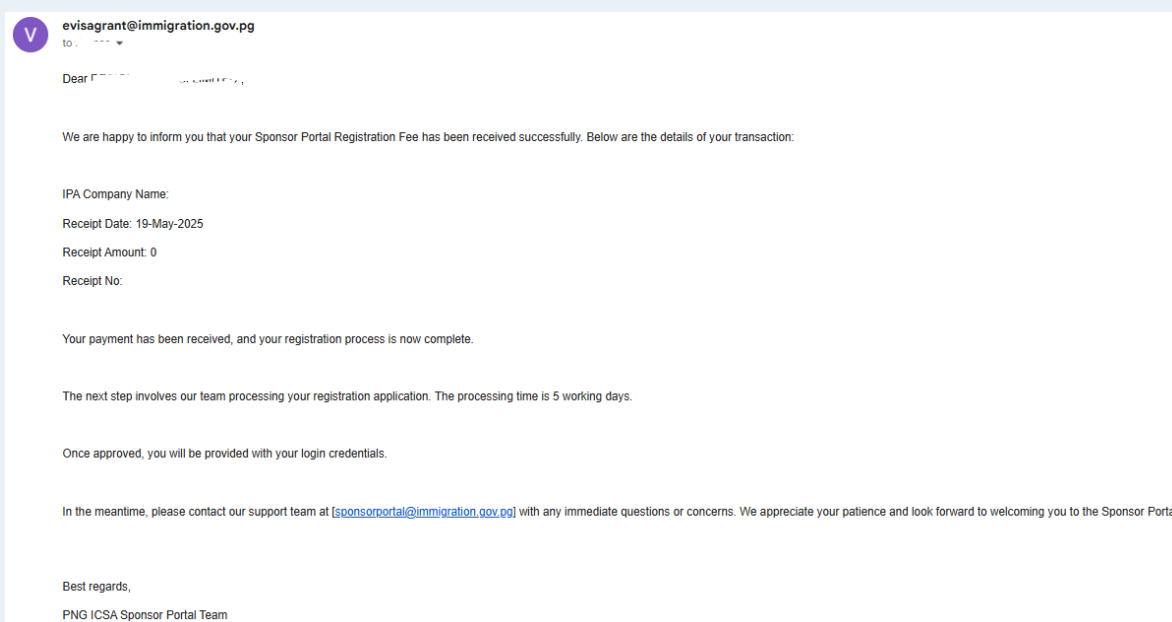 V
evisagrant@immigration.gov.pg
to
Dear
We are happy to inform you that your Sponsor Portal Registration Fee has been received successfully. Below are the details of your transaction:
IPA Company Name:
Receipt Date: 19-May-2025
Receipt Amount: 0
Receipt No:
Your payment has been received, and your registration process is now complete.
The next step involves our team processing your registration application. The processing time is 5 working days.
Once approved, you will be provided with your login credentials.
In the meantime, please contact our support team at [sponsorportal@immigration.gov.pg] with any immediate questions or concerns. We appreciate your patience and look forward to welcoming you to the Sponsor Porta
Best regards,
PNG ICSA Sponsor Portal Team